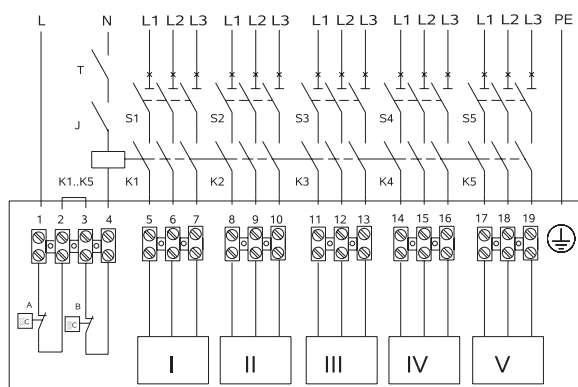 L N L1 L2 L3 L1 L2 L3 L1 L2 L3 L1 L2 L3 L1 L2 L3 PE
T
S1 S2 S3 S4 S5
J
K1..K5 K1 K2 K3 K4 K5
1 2 3 4 5 6 7 8 9 10 11 12 13 14 15 16 17 18 19
A B
°C °C
I II III IV V